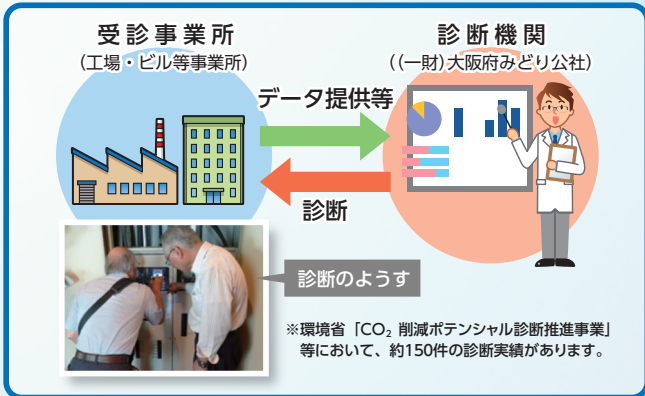 受診事業所
(工場・ビル等事業所)
診断機関
((一財)大阪府みどり公社)
データ提供等
診断
診断のようす
※環境省「CO₂ 削減ポテンシャル診断推進事業」
等において、約150件の診断実績があります。